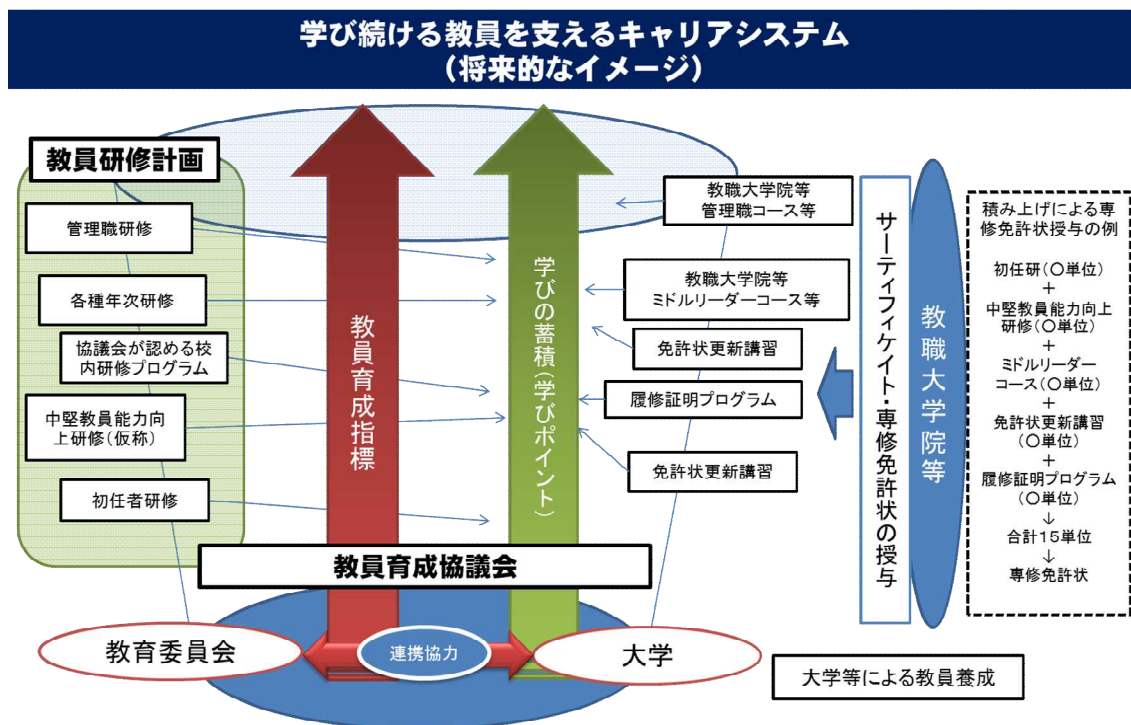 学び続ける教員を支えるキャリアシステム
(将来的なイメージ)
教員研修計画
管理職研修
各種年次研修
協議会が認める校
内研修プログラム
中堅教員能力向
上研修(仮称)
初任者研修
教員育成指標
学びの蓄積(学びポイント)
教職大学院等
管理職コース等
教職大学院等
ミドルリーダーコース等
免許状更新講習
履修証明プログラム
免許状更新講習
サーティフィケイト・専修免許状の授与
教職大学院等
積み上げによる専
修免許状授与の例
初任研(〇単位)
+
中堅教員能力向上
研修(〇単位)
+
ミドルリーダー
コース(〇単位)
+
免許状更新講習
(〇単位)
+
履修証明プログラム
(〇単位)
↓
合計15単位
↓
専修免許状
教員育成協議会
教育委員会
連携協力
大学
大学等による教員養成